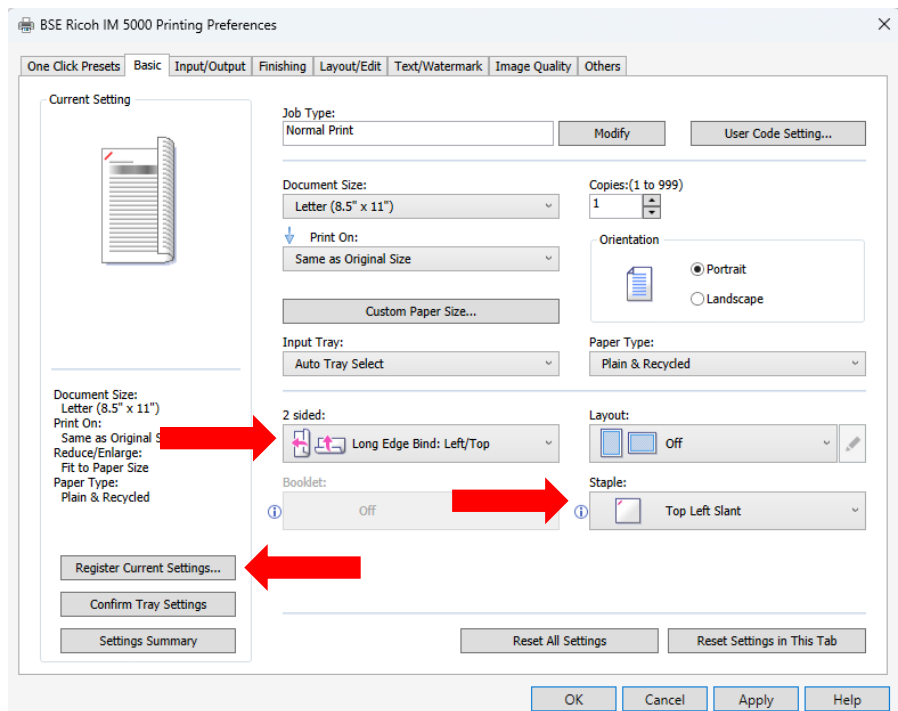 BSE Ricoh IM 5000 Printing Preferences
One Click Presets Basic Input/Output Finishing Layout/Edit Text/Watermark Image Quality Others
Current Setting
Document Size:
Letter (8.5" x 11")
Print On:
Same as Original S
Reduce/Enlarge:
Fit to Paper Size
Paper Type:
Plain & Recycled
Register Current Settings...
Confirm Tray Settings
Settings Summary
Job Type:
Normal Print
Modify
User Code Setting...
Document Size:
Letter (8.5" x 11")
Copies:(1 to 999)
1
Print On:
Same as Original Size
Orientation
Portrait
Landscape
Custom Paper Size...
Input Tray:
Auto Tray Select
Paper Type:
Plain & Recycled
2 sided:
Long Edge Bind: Left/Top
Layout:
Off
Booklet:
Off
Staple:
Top Left Slant
Reset All Settings
Reset Settings in This Tab
OK Cancel Apply Help